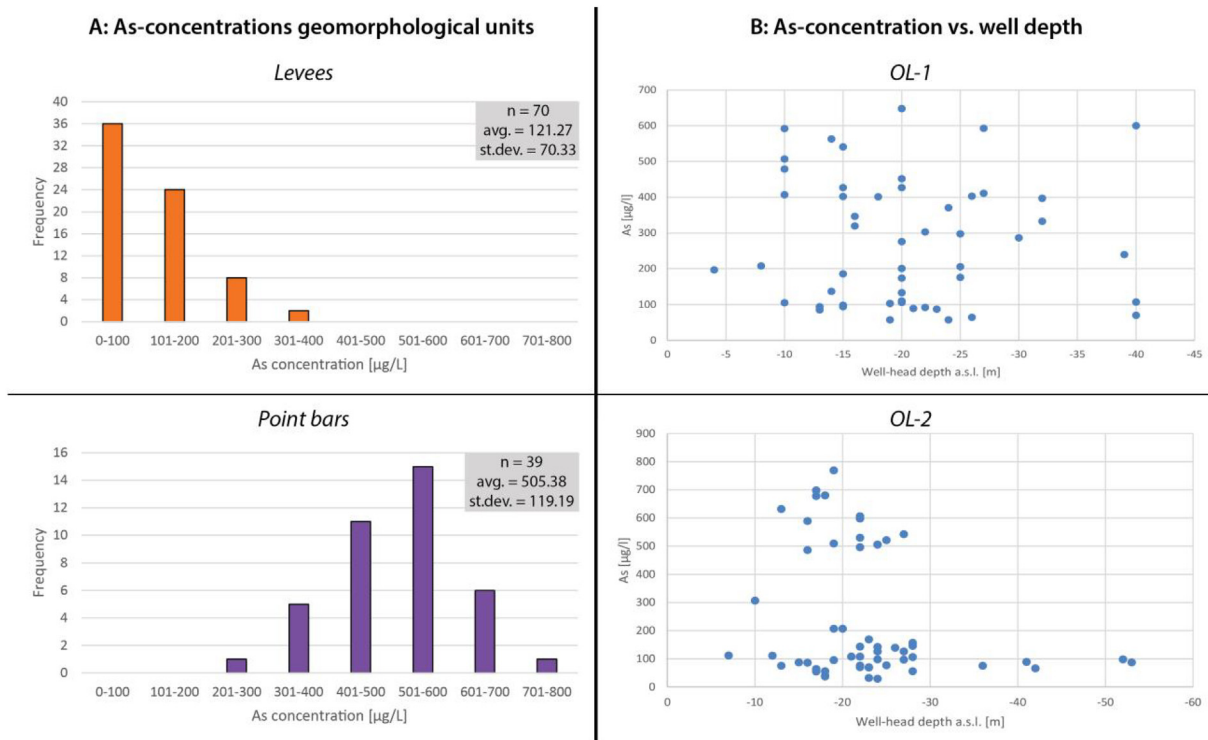 A: As-concentrations geomorphological units
Levees
n = 70
avg. = 121.27
st.dev. = 70.33
40
36
32
28
24
20
16
12
8
4
0
Frequency
0-100 101-200 201-300 301-400 401-500 501-600 601-700 701-800
As concentration [µg/L]
Point bars
n = 39
avg. = 505.38
st.dev. = 119.19
16
14
12
10
8
6
4
2
0
Frequency
0-100 101-200 201-300 301-400 401-500 501-600 601-700 701-800
As concentration [µg/L]
B: As-concentration vs. well depth
OL-1
700
600
500
400
300
200
100
0
As [µg/l]
0 -5 -10 -15 -20 -25 -30 -35 -40 -45
Well-head depth a.s.l. [m]
OL-2
900
800
700
600
500
400
300
200
100
0
As [µg/l]
0 -10 -20 -30 -40 -50 -60
Well-head depth a.s.l. [m]